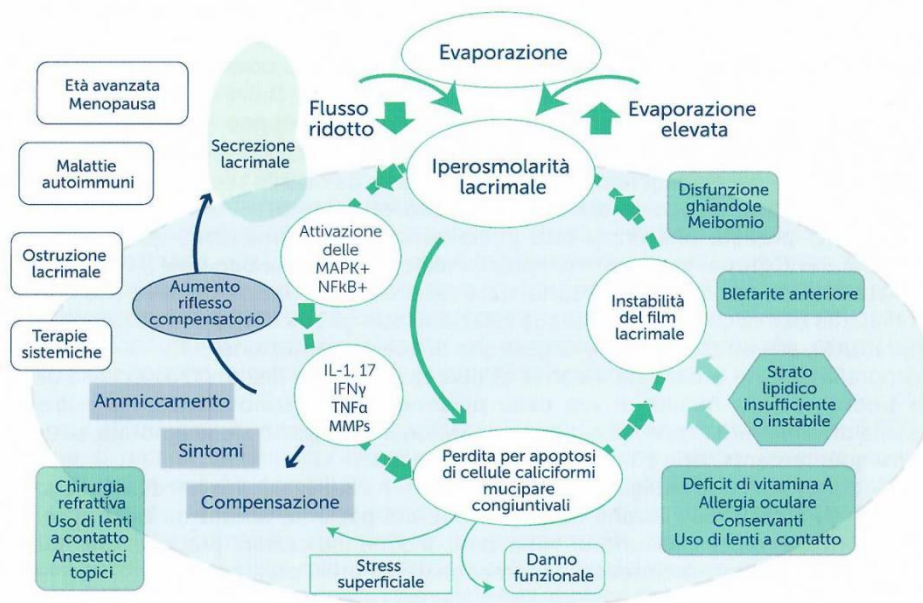 Evaporazione
Età avanzata
Menopausa
Secrezione
lacrimale
Flusso
ridotto
Evaporazione
elevata
Iperosmolarità
lacrimale
Malattie
autoimmuni
Disfunzione
ghiandole
Meibomio
Attivazione
delle
MAPK+
NFkB+
Ostruzione
lacrimale
Aumento
riflesso
compensatorio
Instabilità
del film
lacrimale
Blefarite anteriore
Terapie
sistemiche
IL-1, 17
IFNγ
TNFα
MMPs
Strato
lipidico
insufficiente
o instabile
Ammiccamento
Sintomi
Perdita per apoptosi
di cellule caliciformi
mucipare
congiuntivali
Compensazione
Chirurgia
refrattiva
Uso di lenti
a contatto
Anestetici
topici
Deficit di vitamina A
Allergia oculare
Conservanti
Uso di lenti a contatto
Stress
superficiale
Danno
funzionale